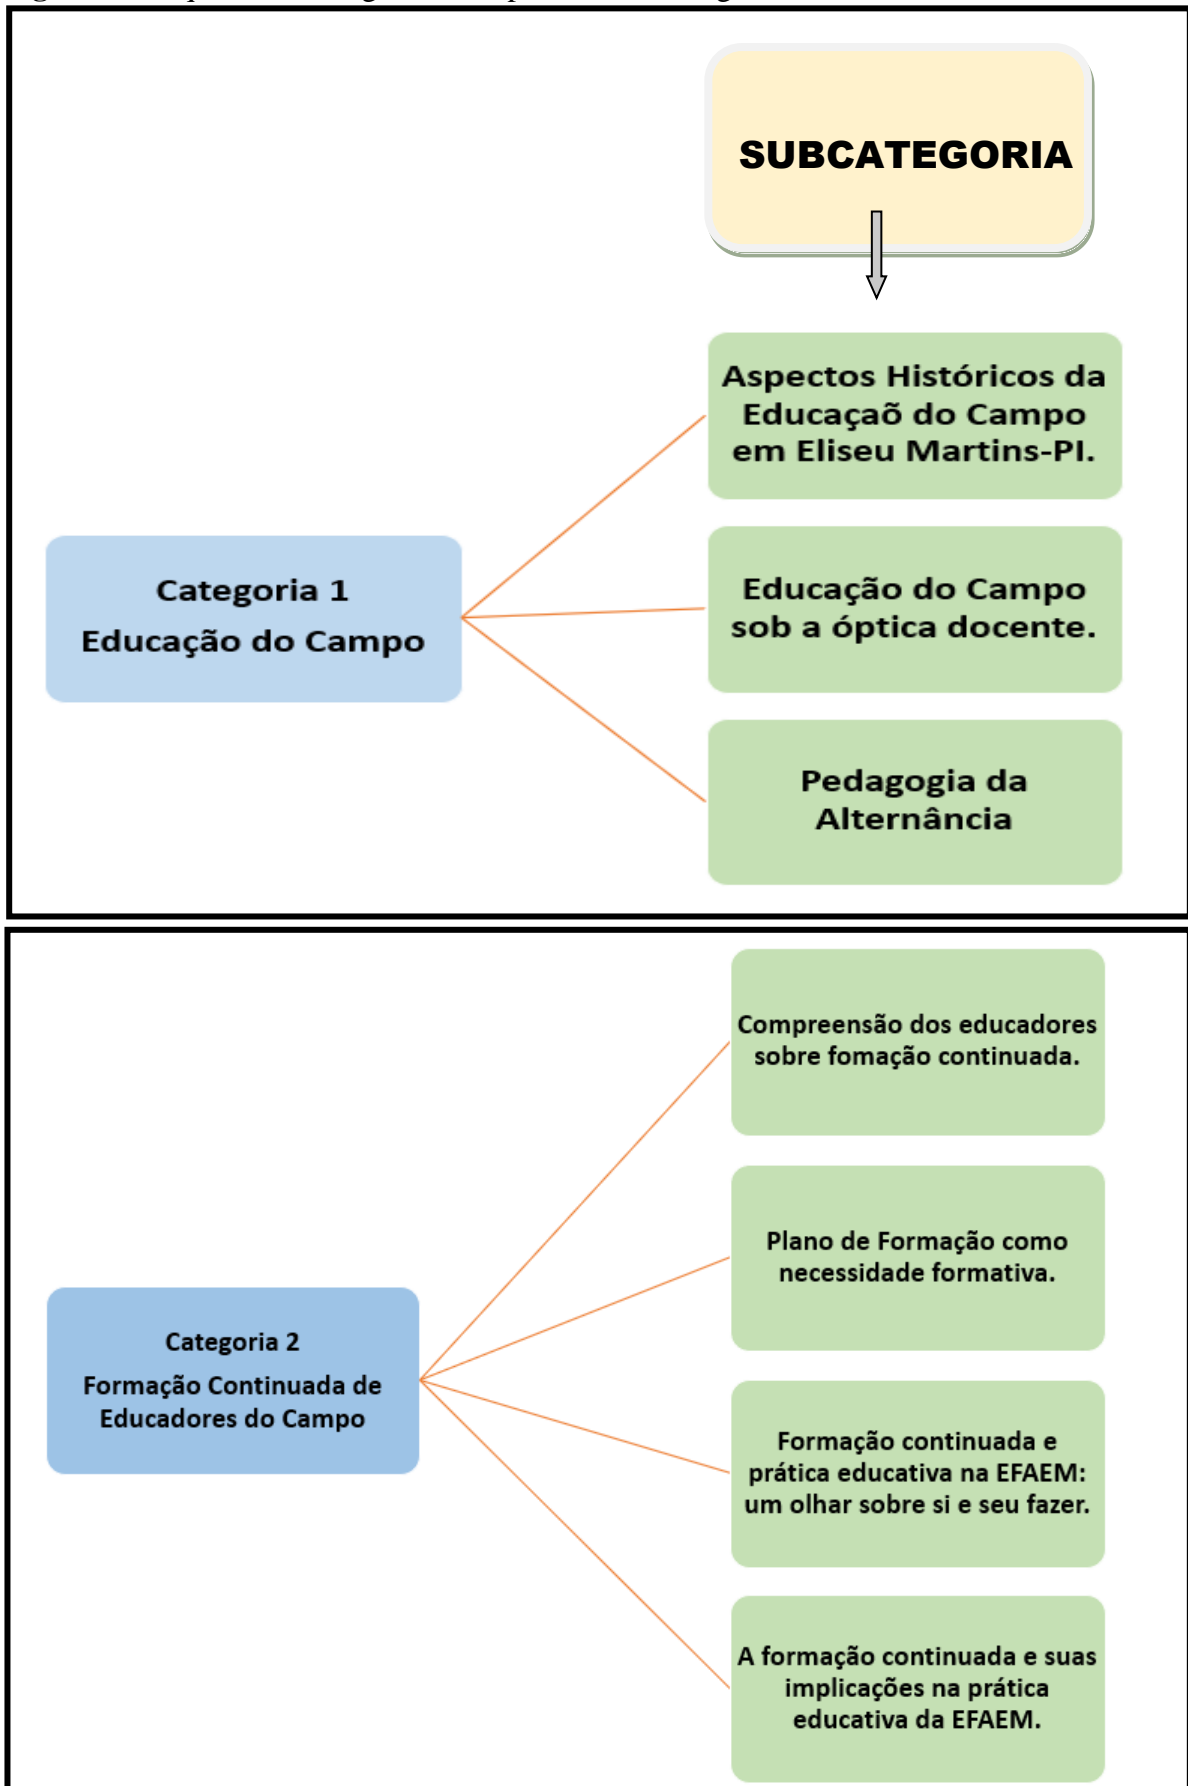 SUBCATEGORIA
Aspectos Históricos da
Educaçaõ do Campo
em Eliseu Martins-PI.
Categoria 1
Educação do Campo
Educação do Campo
sob a óptica docente.
Pedagogia da
Alternância
Compreensão dos educadores
sobre fomação continuada.
Plano de Formação como
necessidade formativa.
Categoria 2
Formação Continuada de
Educadores do Campo
Formação continuada e
prática educativa na EFAEM:
um olhar sobre si e seu fazer.
A formação continuada e suas
implicações na prática
educativa da EFAEM.